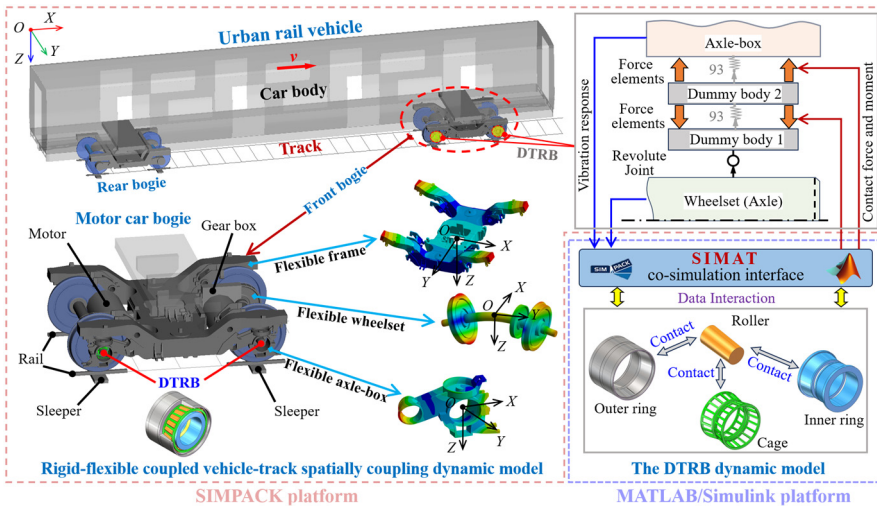 O
X
Y
Z
Urban rail vehicle
v
Car body
Track
Rear bogie
Front bogie
DTRB
Motor car bogie
Motor
Gear box
Flexible frame
O
X
Y
Z
Flexible wheelset
O
X
Y
Z
Flexible axle-box
O
X
Y
Z
Rail
DTRB
Sleeper
Sleeper
Rigid-flexible coupled vehicle-track spatially coupling dynamic model
SIMPACK platform
Vibration response
Axle-box
Force elements
93
Dummy body 2
Force elements
93
Dummy body 1
Revolute Joint
Wheelset (Axle)
Contact force and moment
SIMPACK
SIMAT
co-simulation interface
Data Interaction
Roller
Contact
Contact
Contact
Outer ring
Inner ring
Cage
The DTRB dynamic model
MATLAB/Simulink platform